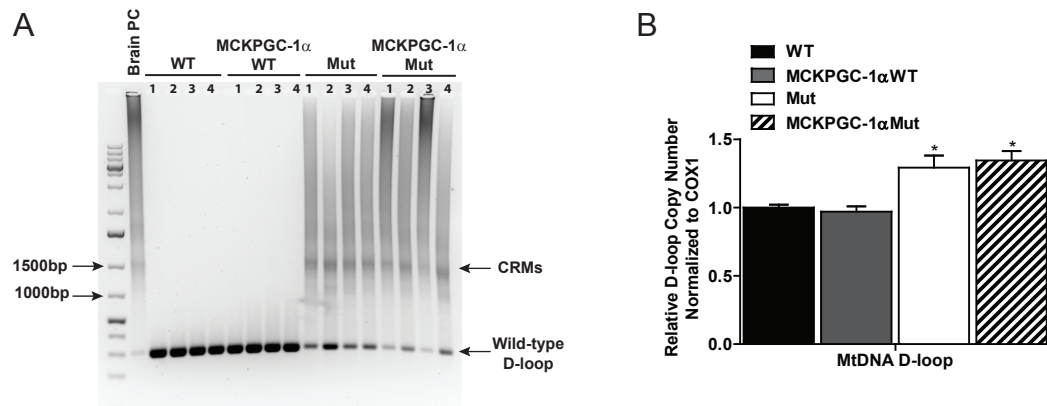 A
Brain PC
WT
MCKPGC-1α
WT
Mut
MCKPGC-1α
Mut
1 2 3 4 1 2 3 4 1 2 3 4 1 2 3 4
1500bp
1000bp
CRMs
Wild-type
D-loop
B
WT
MCKPGC-1αWT
Mut
MCKPGC-1αMut
Relative D-loop Copy Number
Normalized to COX1
1.5
1.0
0.5
0.0
* *
MtDNA D-loop